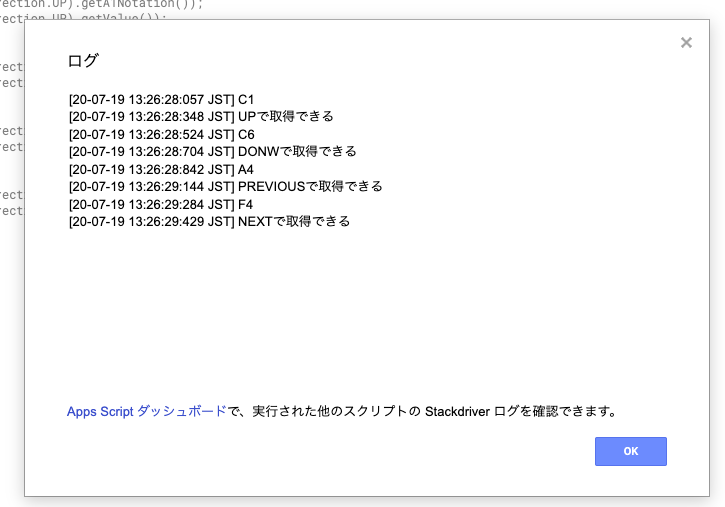 rection.UP).getA1Notation());
rection.UP).getValue());
ログ
rect
rect
[20-07-19 13:26:28:057 JST] C1
[20-07-19 13:26:28:348 JST] UPで取得できる
[20-07-19 13:26:28:524 JST] C6
rect
rect
[20-07-19 13:26:28:704 JST] DONWで取得できる
[20-07-19 13:26:28:842 JST] A4
[20-07-19 13:26:29:144 JST] PREVIOUSで取得できる
rect
[20-07-19 13:26:29:284 JST] F4
rect
[20-07-19 13:26:29:429 JST] NEXTで取得できる
Apps Script ダッシュボードで、実行された他のスクリプトの Stackdriver ログを確認できます。
OK